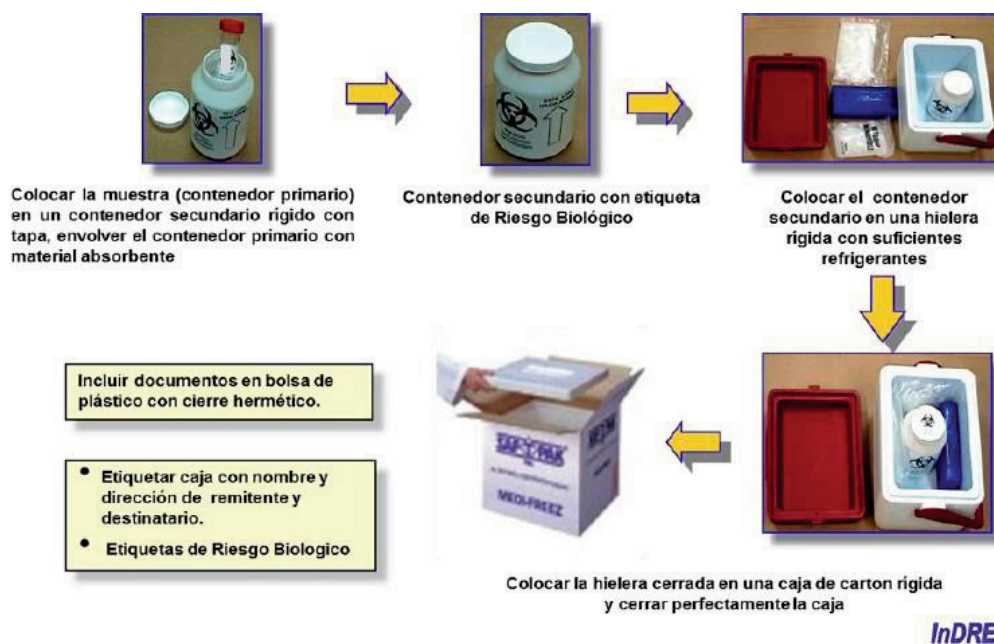 Colocar la muestra (contenedor primario)
en un contenedor secundario rígido con
tapa, envolver el contenedor primario con
material absorbente
Contenedor secundario con etiqueta
de Riesgo Biológico
Colocar el contenedor
secundario en una hielera
rígida con suficientes
refrigerantes
Incluir documentos en bolsa de
plástico con cierre hermético.
• Etiquetar caja con nombre y
dirección de remitente y
destinatario.
• Etiquetas de Riesgo Biologico
SAF-T-PAK
MEDI-FREEZ
Colocar la hielera cerrada en una caja de carton rígida
y cerrar perfectamente la caja
InDRE